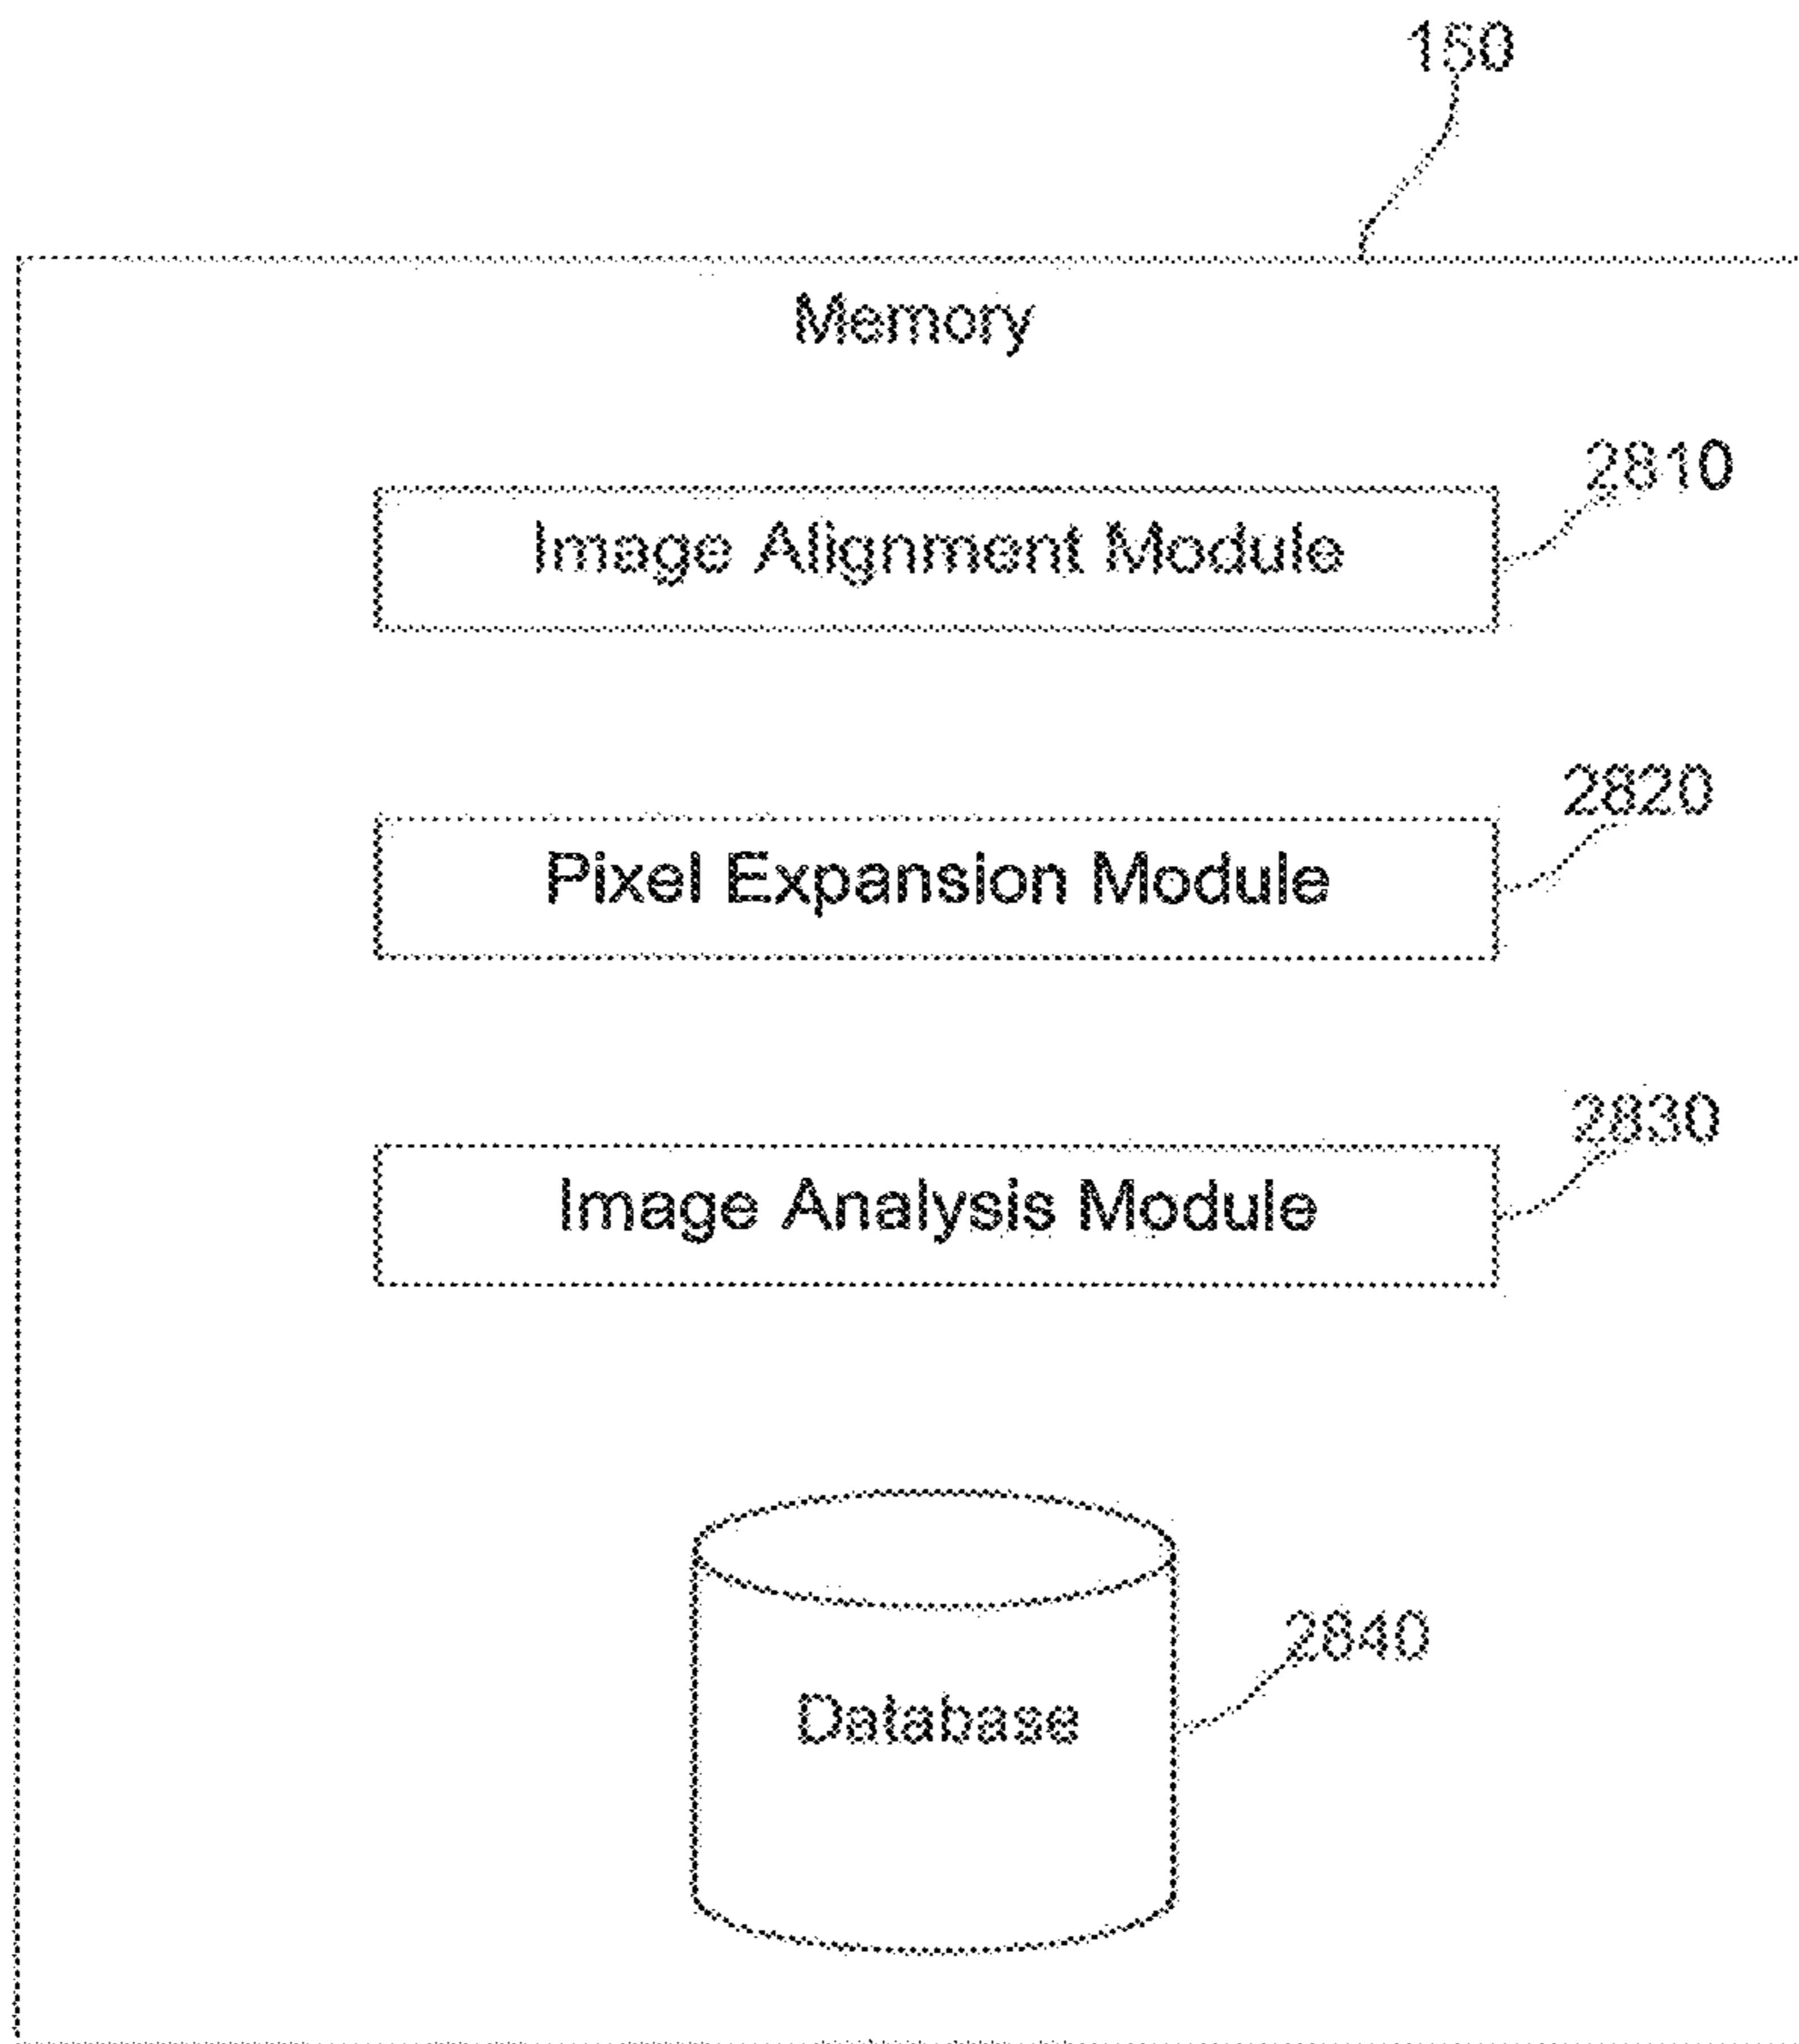 150
Memory
2810
Image Alignment Module
2820
Pixel Expansion Module
2830
Image Analysis Module
2840
Database